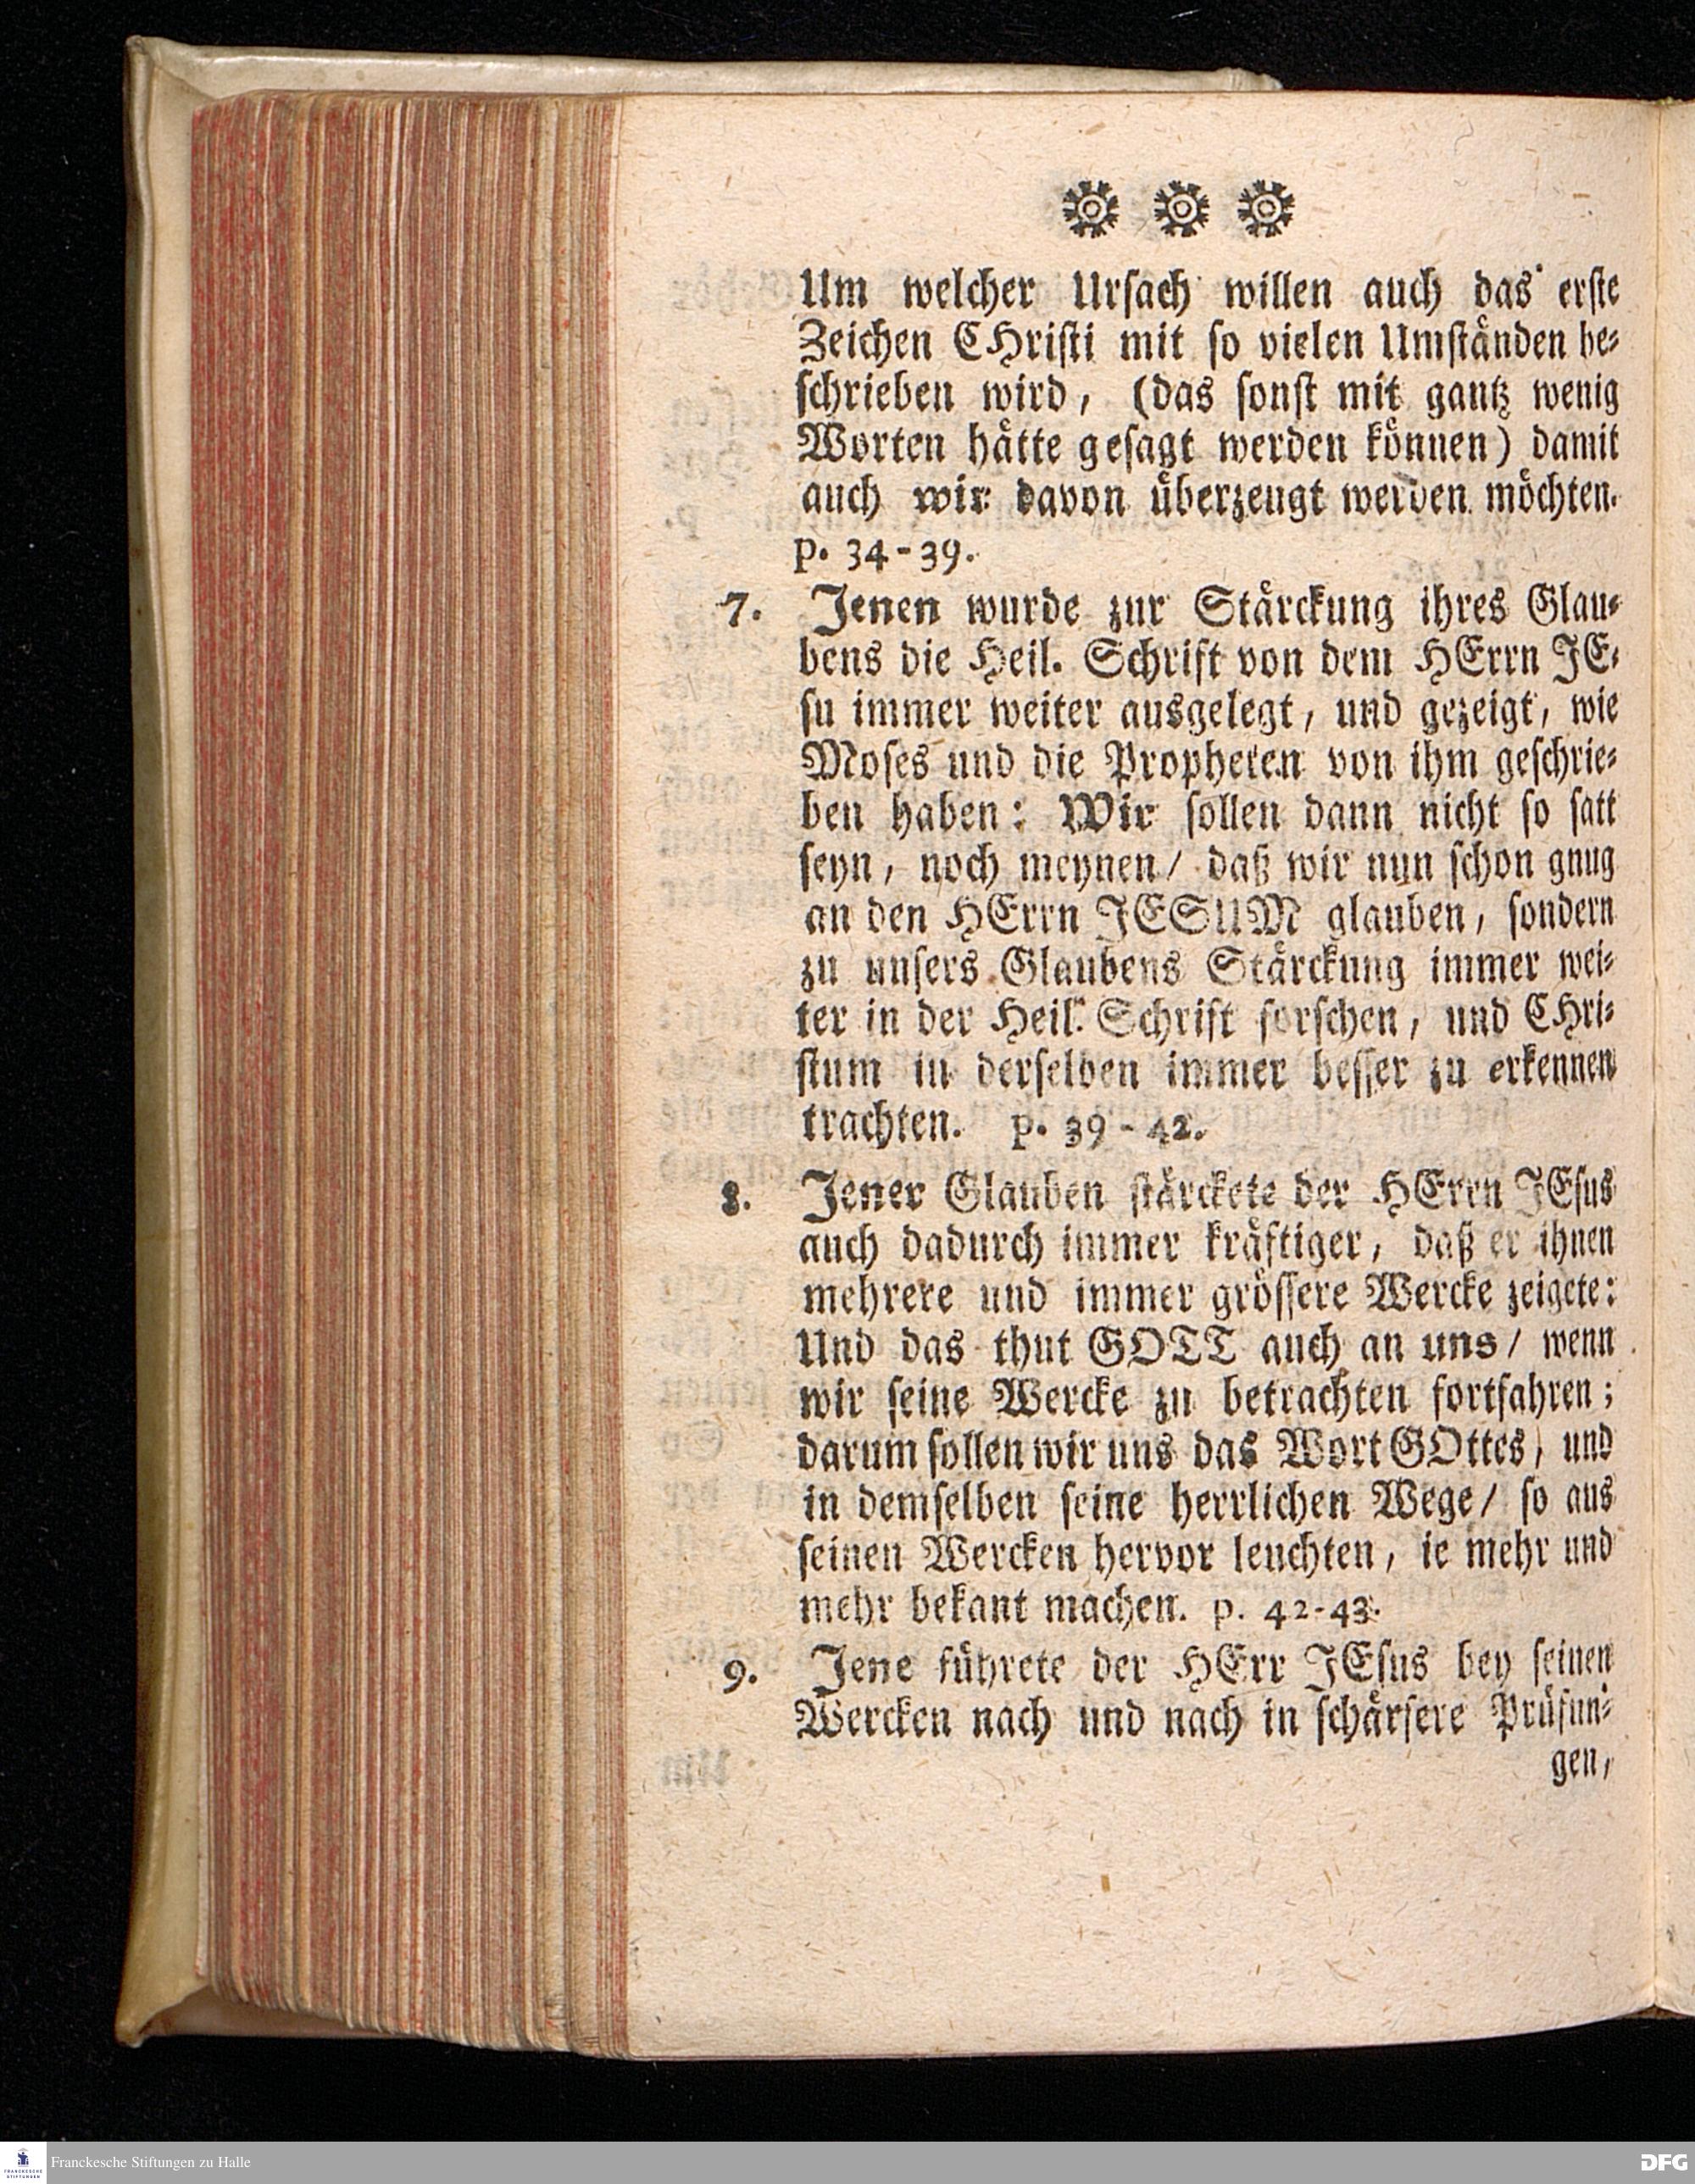 Um welcher Urſach willen auch das erſte
Zeichen CHriſti mit ſo vielen Umſtänden be⸗
ſchrieben wird, (das ſonſt mit gantz wenig
Worten hätte geſagt werden können) damit
auch wir davon überzeugt werden möchten.
p. 34-39.
7. Jenen wurde zur Stärckung ihres Glau⸗
bens die Heil. Schrift von dem HErrn JE⸗
ſu immer weiter ausgelegt, und gezeigt, wie
Moſes und die Propheten von ihm geſchrie⸗
ben haben: Wir ſollen dann nicht ſo ſatt
ſeyn, noch meynen/ daß wir nun ſchon gnug
an den HErrn JESUM glauben, ſondern
zu unſers Glaubens Stärckung immer wei⸗
ter in der Heil. Schrift forſchen, und CHri⸗
ſtum in derſelben immer beſſer zu erkennen
trachten. p. 39-42.
8. Jener Glauben ſtärckete der HErrn JEſus
auch dadurch immer kräftiger, daß er ihnen
mehrere und immer gröſſere Wercke zeigete:
Und das thut GOTT auch an uns/ wenn
wir ſeine Wercke zu betrachten fortfahren;
darum ſollen wir uns das Wort GOttes, und
in demſelben ſeine herrlichen Wege/ ſo aus
ſeinen Wercken hervor leuchten, ie mehr und
mehr bekant machen. p. 42-43.
9. Jene führete der HErr JEſus bey ſeinen
Wercken nach und nach in ſchärfere Prüfun⸗
gen,
FRANCKESCHE
STIFTUNGEN
Franckesche Stiftungen zu Halle
DFG